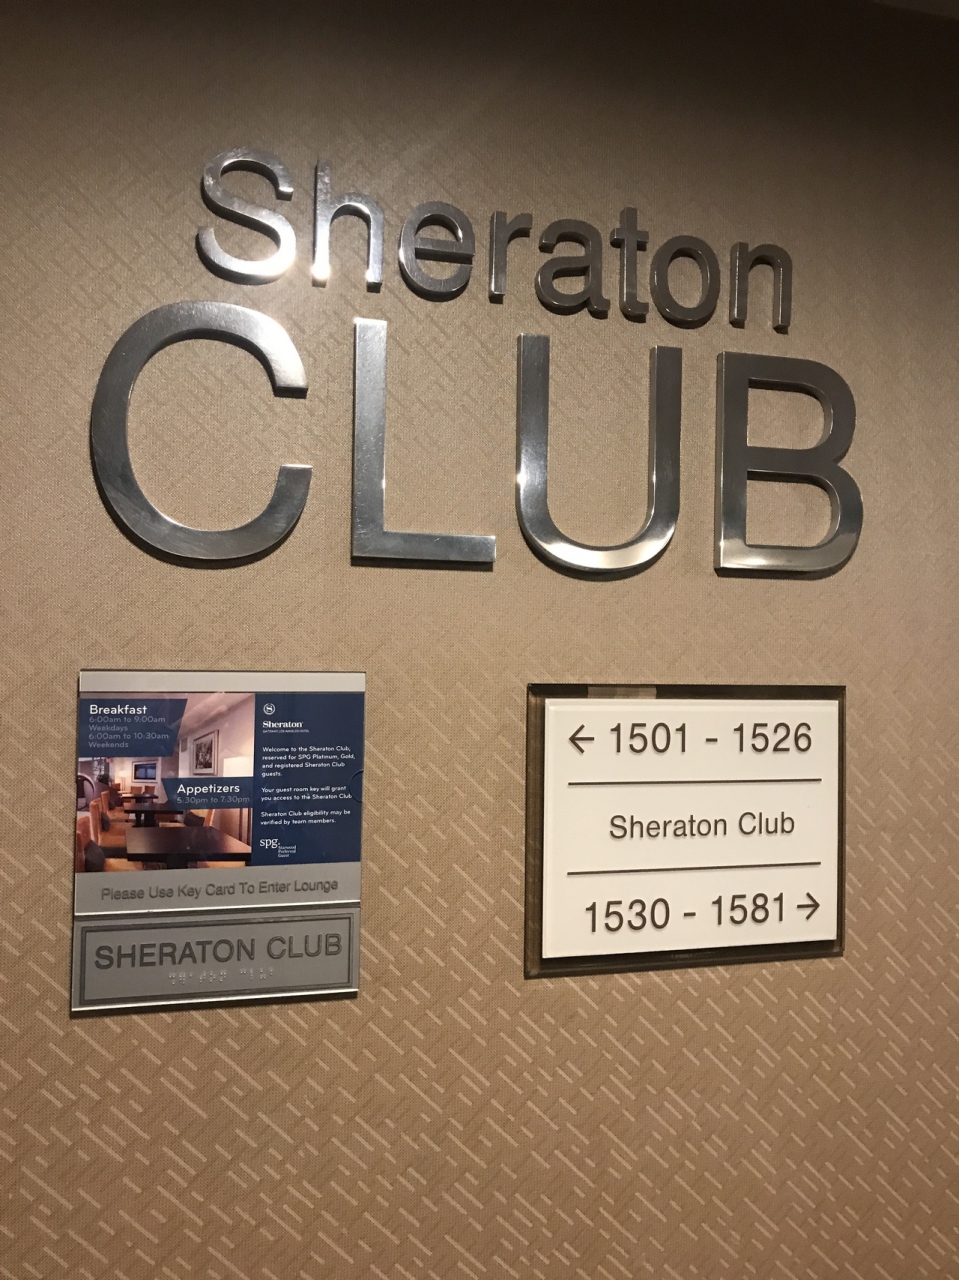 Sheraton
CLUB
Breakfast
6:00am to 9:00am
Weekdays
6:00am to 10:30am
Weekends
Appetizers
5:30pm to 7:30pm
Sheraton
Welcome to the Sheraton Club,
reserved for SPG Platinum, Gold,
and registered Sheraton Club
guests.
Your guest room key will grant
you access to the Sheraton Club
Sheraton Club eligibility may be
verified by team members.
spg
Starwood
Preferred
Guest
Please Use Key Card To Enter Lounge
SHERATON CLUB
← 1501 - 1526
Sheraton Club
1530 - 1581 →